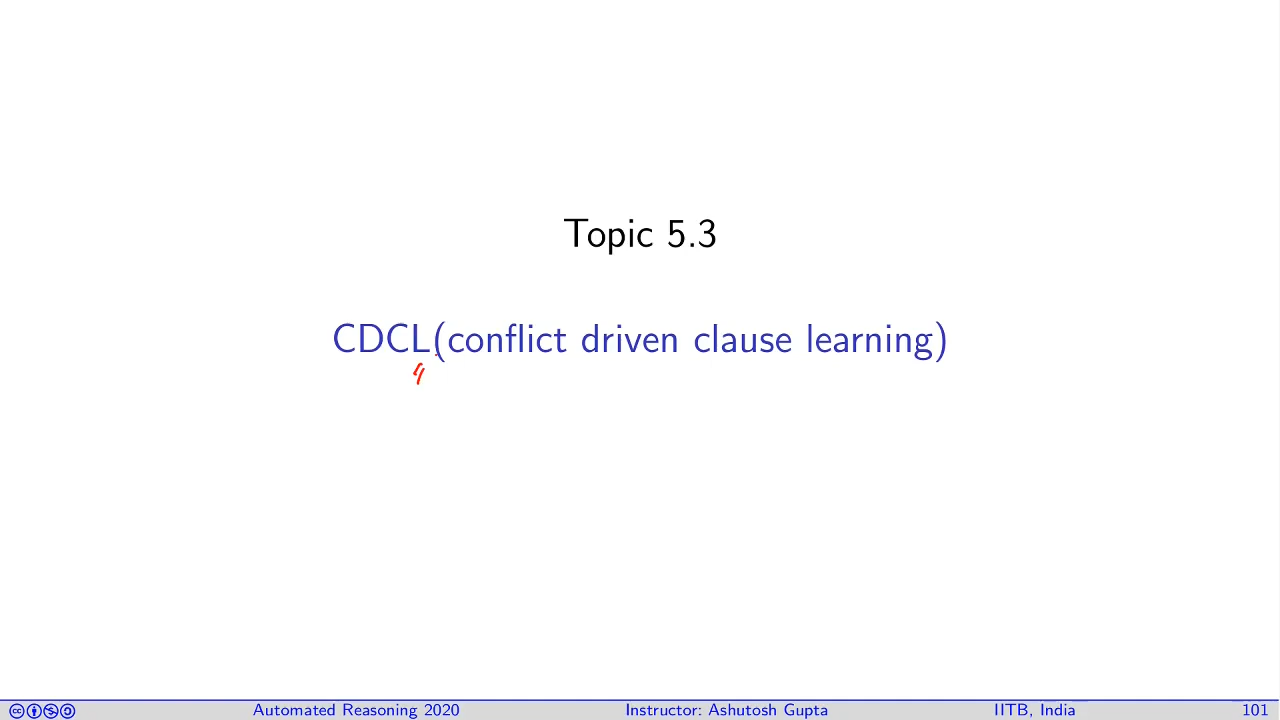 Topic 5.3
CDCL(conflict driven clause learning)
Automated Reasoning 2020 Instructor: Ashutosh Gupta IITB, India 101